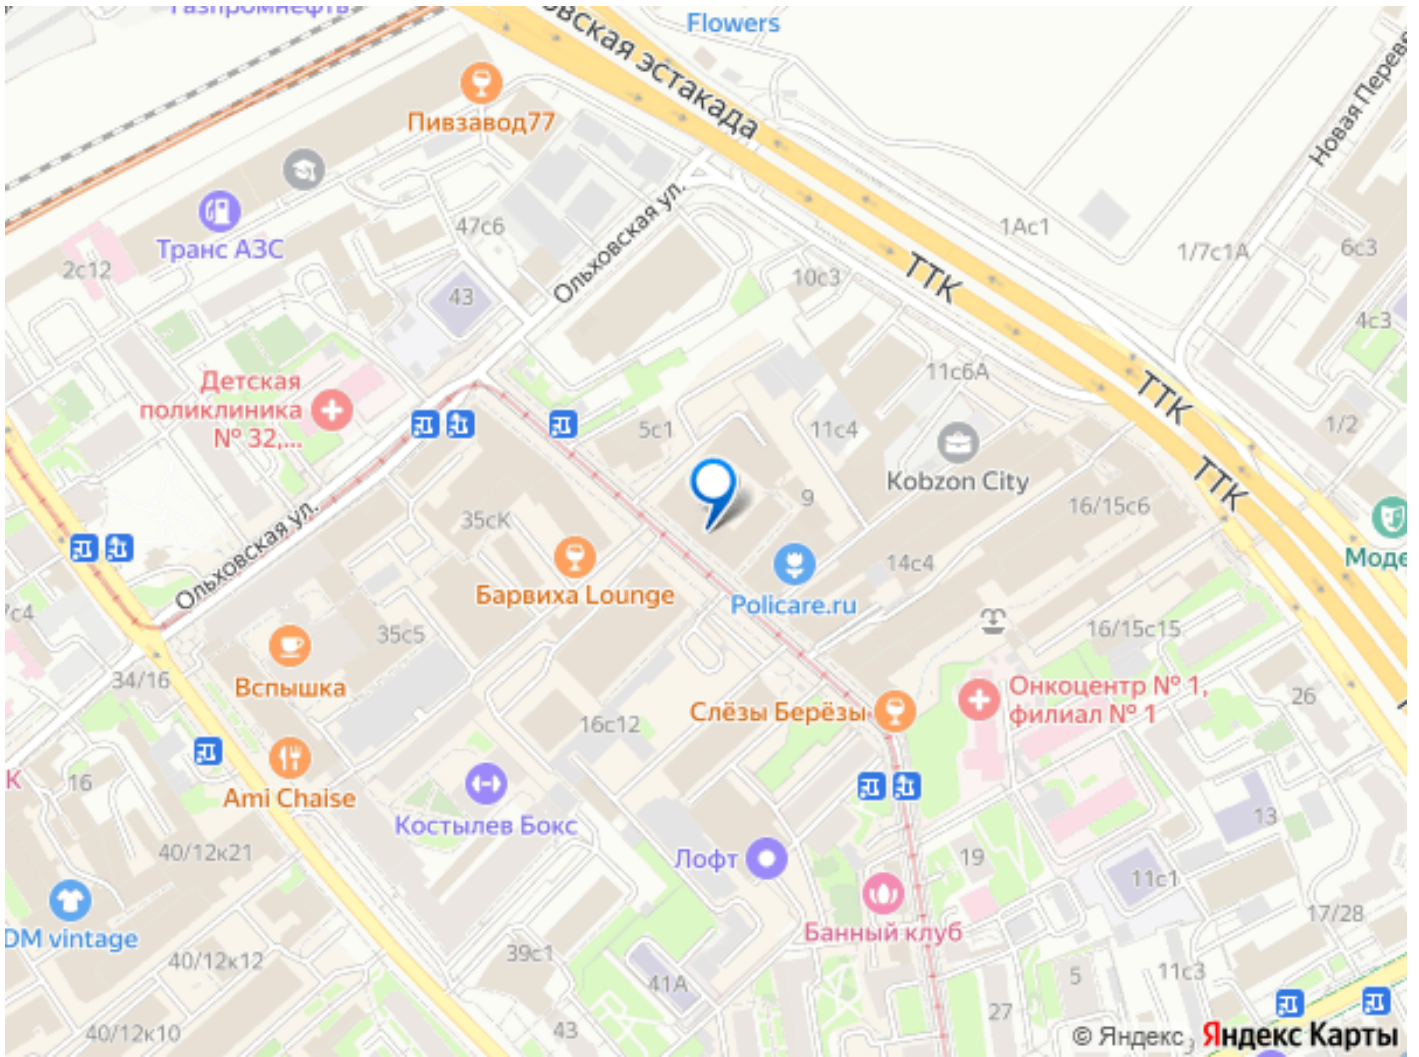 Газпромнефть
Flowers
овская эстакада
Пивзавод77
Новая Переве
Транс АЗС
2с12
47с6
43
Ольховская ул.
10с3
ТТК
1Ас1
1/7с1А
6с3
4с3
Детская
поликлиника
№ 32,...
5с1
11с4
11с6А
ТТК
1/2
Kobzon City
9
16/15с6
ТТК
35сК
Ольховская ул.
Барвиха Lounge
14с4
Policare.ru
Моде
7с4
35с5
16/15с15
34/16
Вспышка
Слёзы Берёзы
Онкоцентр № 1,
филиал № 1
26
16с12
К
16
Ami Chaise
Костылев Бокс
13
40/12к21
Лофт
19
11с1
DM vintage
Банный клуб
17/28
40/12к12
39с1
41А
5
11с3
27
40/12к10
43
© Яндекс
Яндекс Карты